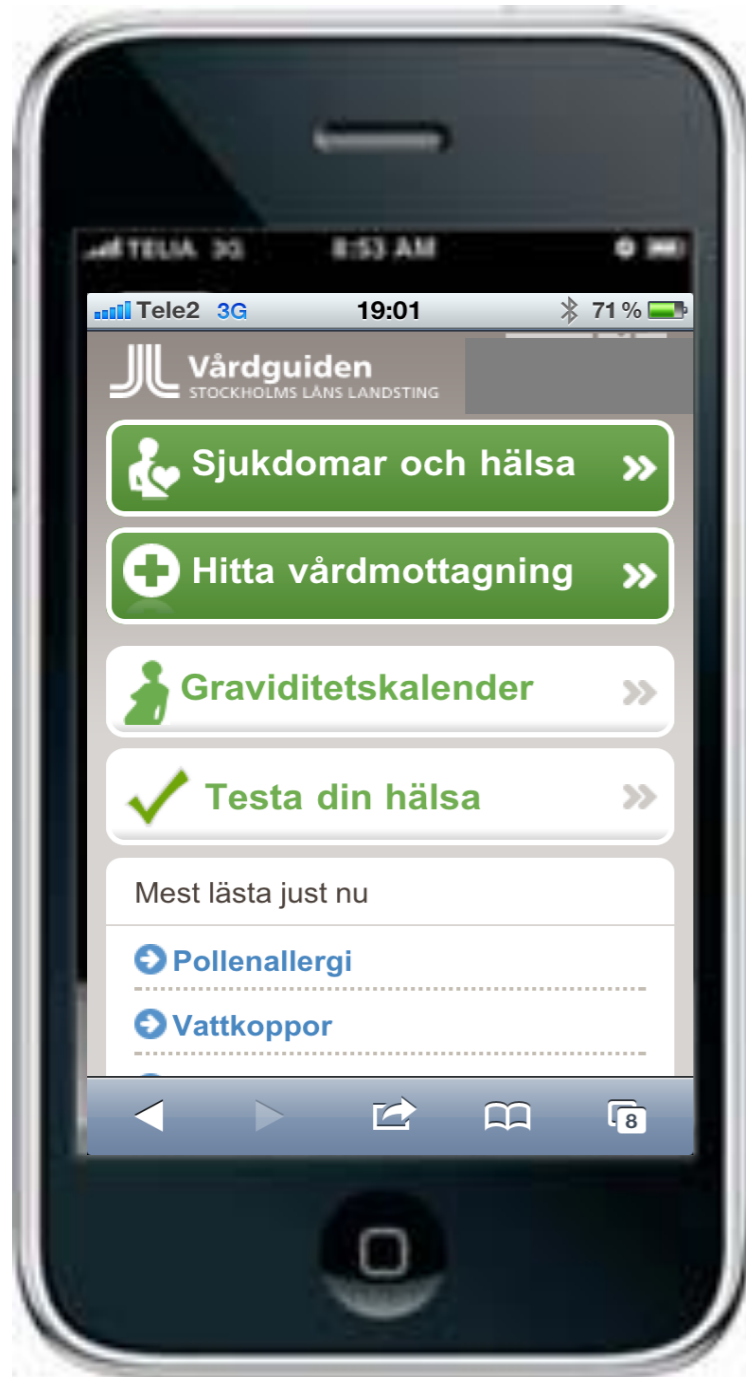 TELIA 3G 8:53 AM
Tele2 3G 19:01 71 %
Vårdguiden
STOCKHOLMS LÄNS LANDSTING
Sjukdomar och hälsa
Hitta vårdmottagning
Graviditetskalender
Testa din hälsa
Mest lästa just nu
Pollenallergi
Vattkoppor
8